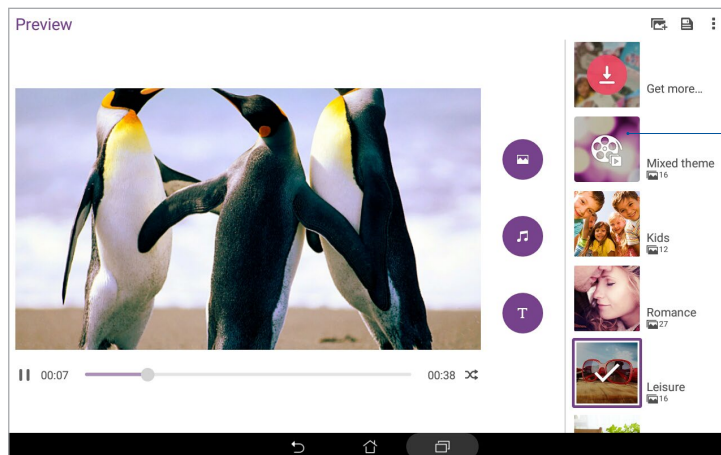 Preview
Get more...
Mixed theme
16
Kids
12
T
Romance
27
00:07
00:38
Leisure
16